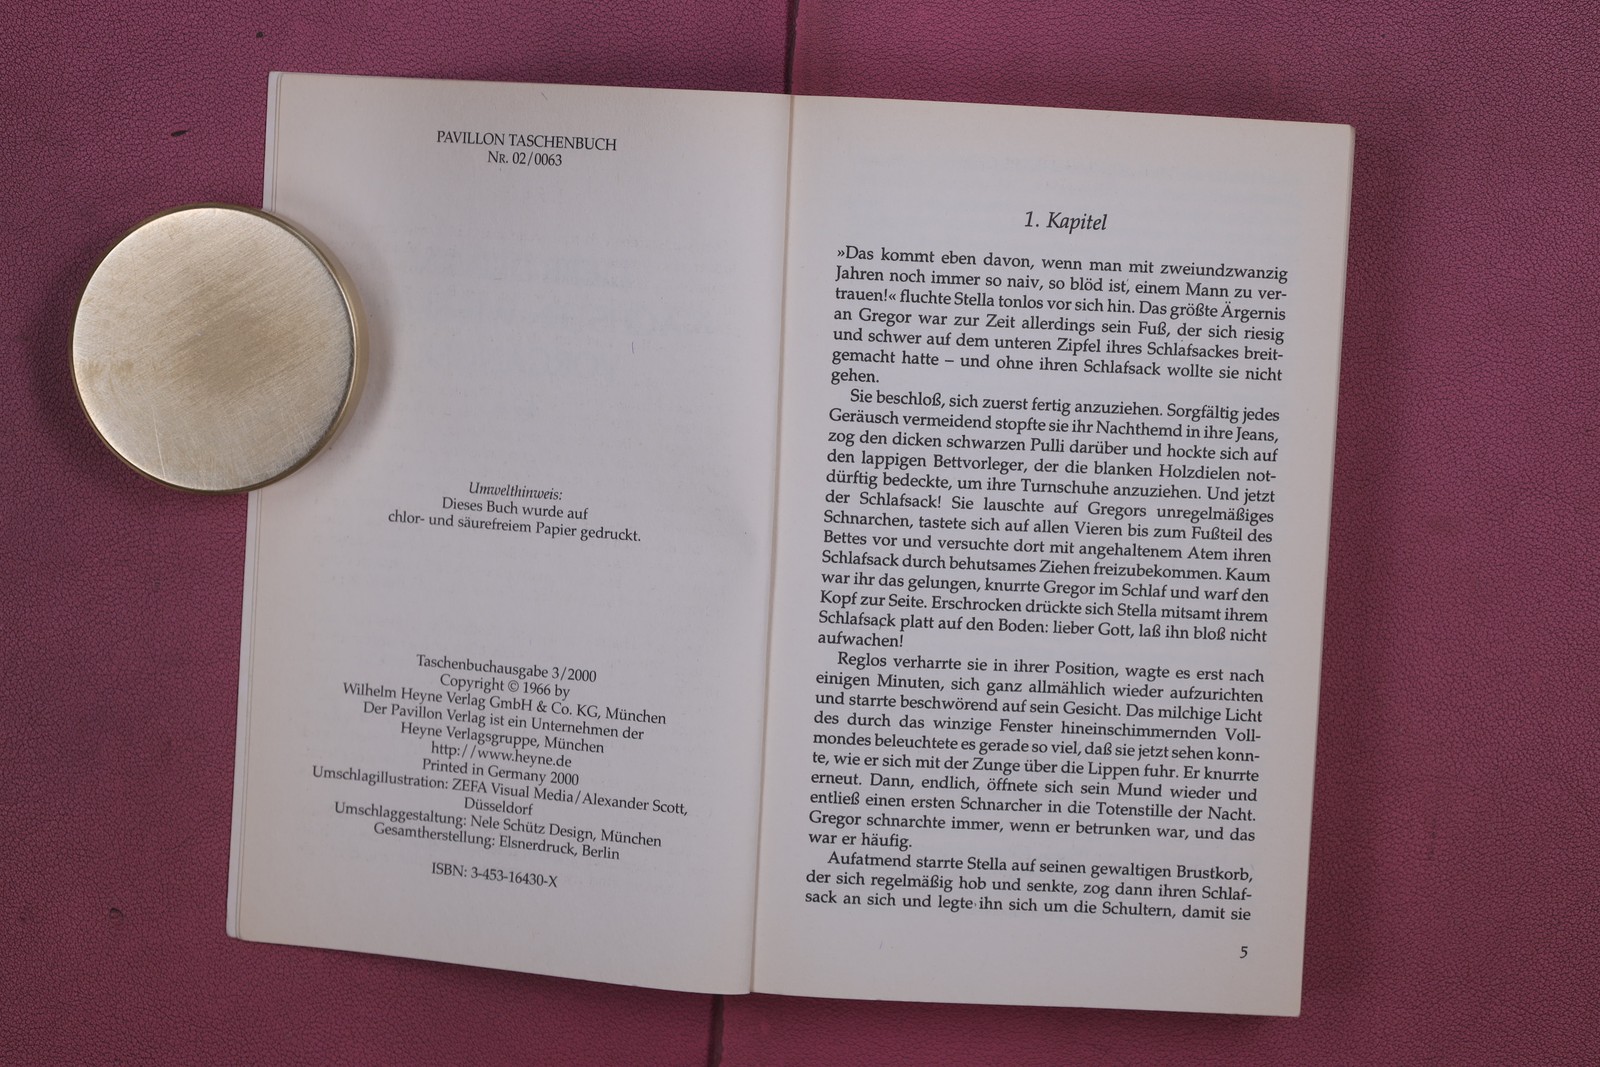 PAVILLON TASCHENBUCH
NR. 02/0063
Umwelthinweis:
Dieses Buch wurde auf
chlor- und säurefreiem Papier gedruckt.
Taschenbuchausgabe 3/2000
Copyright © 1966 by
Wilhelm Heyne Verlag GmbH & Co. KG, München
Der Pavillon Verlag ist ein Unternehmen der
Heyne Verlagsgruppe, München
http://www.heyne.de
Printed in Germany 2000
Umschlagillustration: ZEFA Visual Media/Alexander Scott,
Düsseldorf
Umschlaggestaltung: Nele Schütz Design, München
Gesamtherstellung: Elsnerdruck, Berlin
ISBN: 3-453-16430-X
1. Kapitel
»Das kommt eben davon, wenn man mit zweiundzwanzig
Jahren noch immer so naiv, so blöd ist, einem Mann zu ver-
trauen!« fluchte Stella tonlos vor sich hin. Das größte Ärgernis
an Gregor war zur Zeit allerdings sein Fuß, der sich riesig
und schwer auf dem unteren Zipfel ihres Schlafsackes breit-
gemacht hatte – und ohne ihren Schlafsack wollte sie nicht
gehen.
Sie beschloß, sich zuerst fertig anzuziehen. Sorgfältig jedes
Geräusch vermeidend stopfte sie ihr Nachthemd in ihre Jeans,
zog den dicken schwarzen Pulli darüber und hockte sich auf
den lappigen Bettvorleger, der die blanken Holzdielen not-
dürftig bedeckte, um ihre Turnschuhe anzuziehen. Und jetzt
der Schlafsack! Sie lauschte auf Gregors unregelmäßiges
Schnarchen, tastete sich auf allen Vieren bis zum Fußteil des
Bettes vor und versuchte dort mit angehaltenem Atem ihren
Schlafsack durch behutsames Ziehen freizubekommen. Kaum
war ihr das gelungen, knurrte Gregor im Schlaf und warf den
Kopf zur Seite. Erschrocken drückte sich Stella mitsamt ihrem
Schlafsack platt auf den Boden: lieber Gott, laß ihn bloß nicht
aufwachen!
Reglos verharrte sie in ihrer Position, wagte es erst nach
einigen Minuten, sich ganz allmählich wieder aufzurichten
und starrte beschwörend auf sein Gesicht. Das milchige Licht
des durch das winzige Fenster hineinschimmernden Voll-
mondes beleuchtete es gerade so viel, daß sie jetzt sehen konn-
te, wie er sich mit der Zunge über die Lippen fuhr. Er knurrte
erneut. Dann, endlich, öffnete sich sein Mund wieder und
entließ einen ersten Schnarcher in die Totenstille der Nacht.
Gregor schnarchte immer, wenn er betrunken war, und das
war er häufig.
Aufatmend starrte Stella auf seinen gewaltigen Brustkorb,
der sich regelmäßig hob und senkte, zog dann ihren Schlaf-
sack an sich und legte ihn sich um die Schultern, damit sie
5